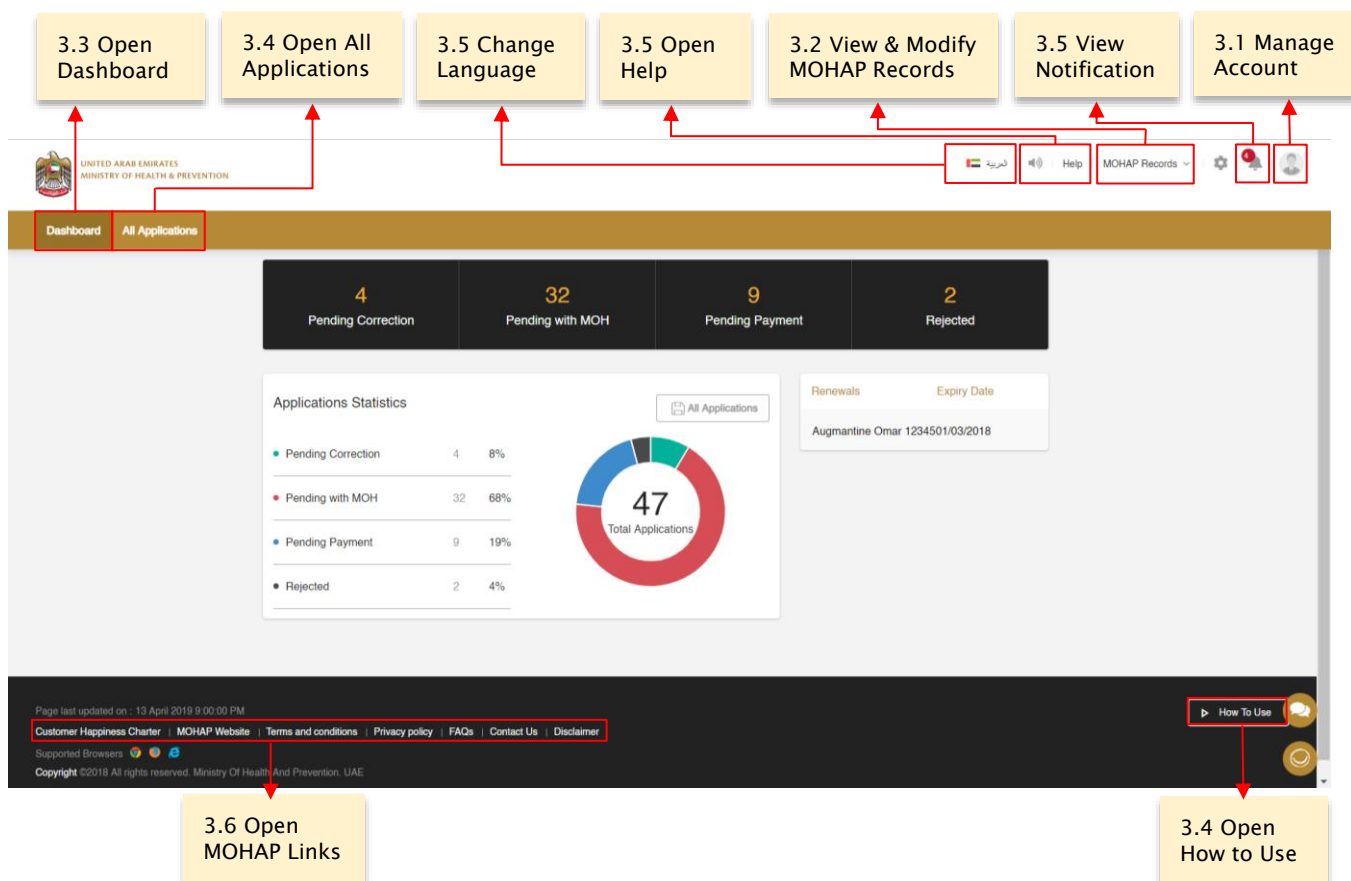 3.3 Open
Dashboard
3.4 Open All
Applications
3.5 Change
Language
3.5 Open
Help
3.2 View & Modify
MOHAP Records
3.5 View
Notification
3.1 Manage
Account
UNITED ARAB EMIRATES
MINISTRY OF HEALTH & PREVENTION
العربية
Help
MOHAP Records
Dashboard
All Applications
4
Pending Correction
32
Pending with MOH
9
Pending Payment
2
Rejected
Applications Statistics
All Applications
Pending Correction 4 8%
Pending with MOH 32 68%
Pending Payment 9 19%
Rejected 2 4%
47
Total Applications
Renewals Expiry Date
Augmantine Omar 1234501/03/2018
Page last updated on : 13 April 2019 9:00:00 PM
Customer Happiness Charter | MOHAP Website | Terms and conditions | Privacy policy | FAQs | Contact Us | Disclaimer
Supported Browsers
Copyright ©2018 All rights reserved. Ministry Of Health And Prevention. UAE
How To Use
3.6 Open
MOHAP Links
3.4 Open
How to Use